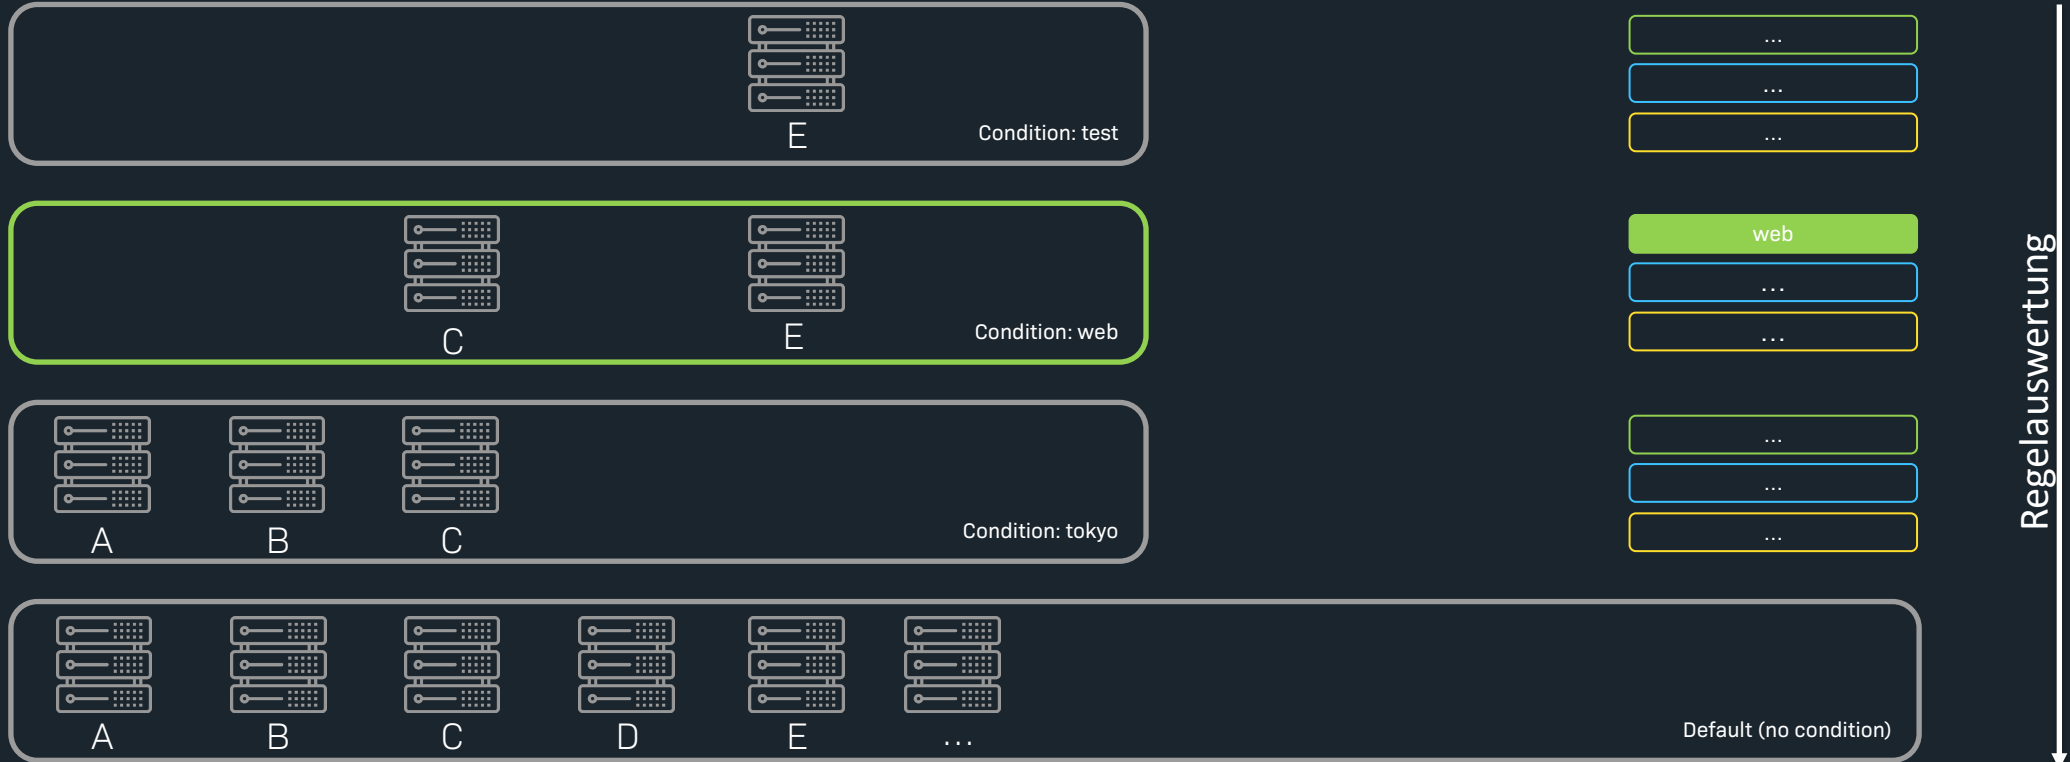 E
Condition: test
...
...
...
C
E
Condition: web
web
...
...
A
B
C
Condition: tokyo
...
...
...
A
B
C
D
E
...
Default (no condition)
Regelauswertung